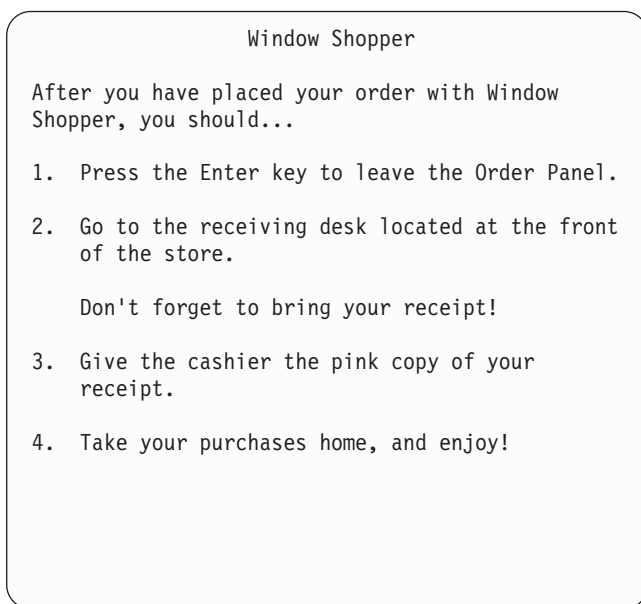 Window Shopper
After you have placed your order with Window
Shopper, you should...
1. Press the Enter key to leave the Order Panel.
2. Go to the receiving desk located at the front
of the store.
Don't forget to bring your receipt!
3. Give the cashier the pink copy of your
receipt.
4. Take your purchases home, and enjoy!